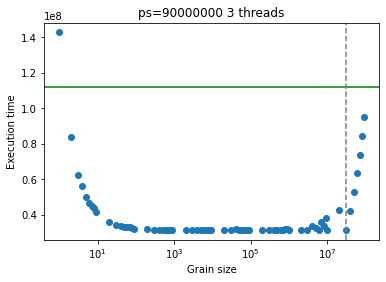 ps=90000000 3 threads
1e8
1.4
1.2
1.0
0.8
0.6
0.4
Execution time
10¹ 10³ 10⁵ 10⁷
Grain size